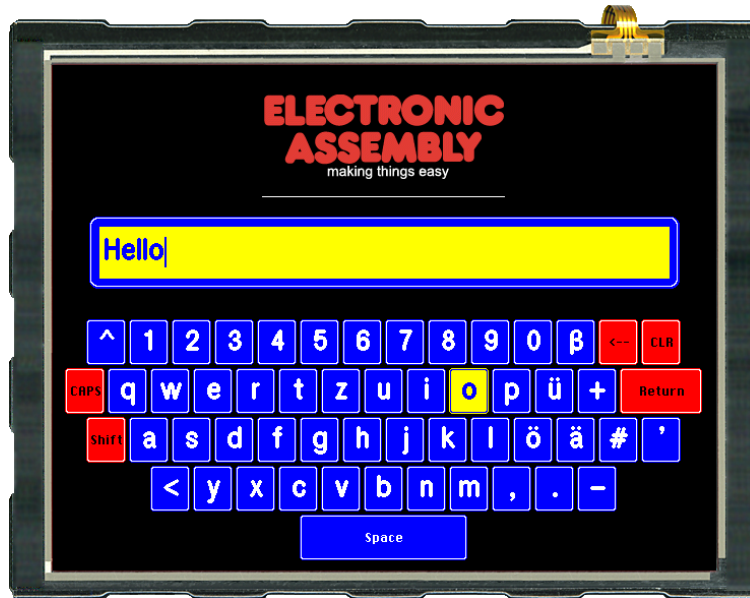 ELECTRONIC
ASSEMBLY
making things easy
Hello
^ 1 2 3 4 5 6 7 8 9 0 β <-- CLR
CAPS q w e r t z u i o p ü + Return
Shift a s d f g h j k l ö ä # '
< y x c v b n m , . -
Space